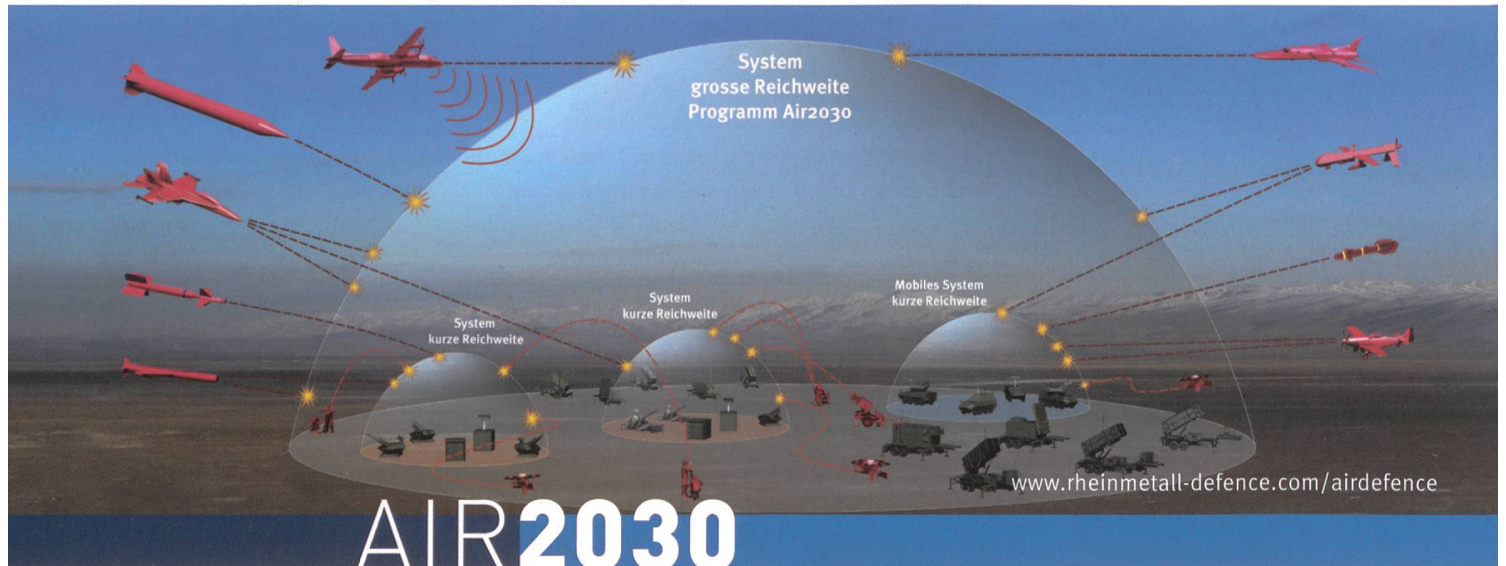 System
grosse Reichweite
Programm Air2030
System
kurze Reichweite
System
kurze Reichweite
Mobiles System
kurze Reichweite
www.rheinmetall-defence.com/airdefence
AIR2030